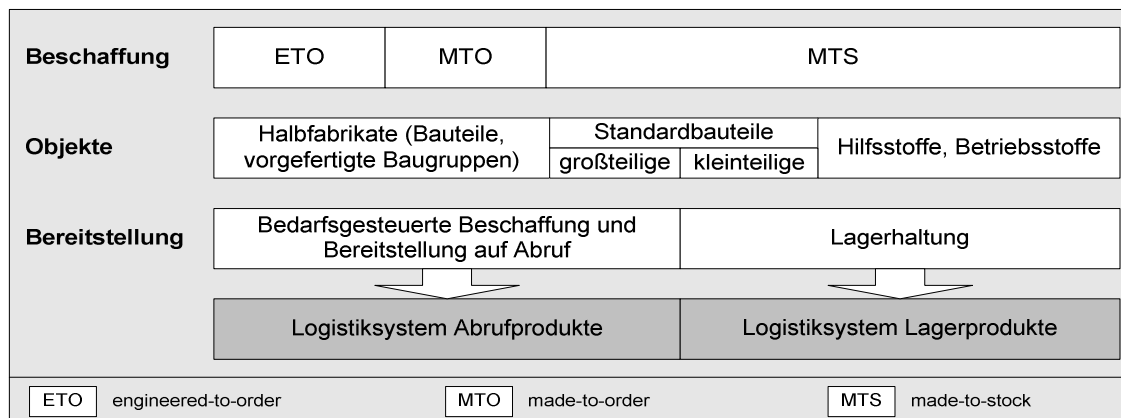 Beschaffung
ETO
MTO
MTS
Objekte
Halbfabrikate (Bauteile,
vorgefertigte Baugruppen)
Standardbauteile
großteilige
kleinteilige
Hilfsstoffe, Betriebsstoffe
Bereitstellung
Bedarfsgesteuerte Beschaffung und
Bereitstellung auf Abruf
Lagerhaltung
Logistiksystem Abrufprodukte
Logistiksystem Lagerprodukte
ETO engineered-to-order
MTO made-to-order
MTS made-to-stock